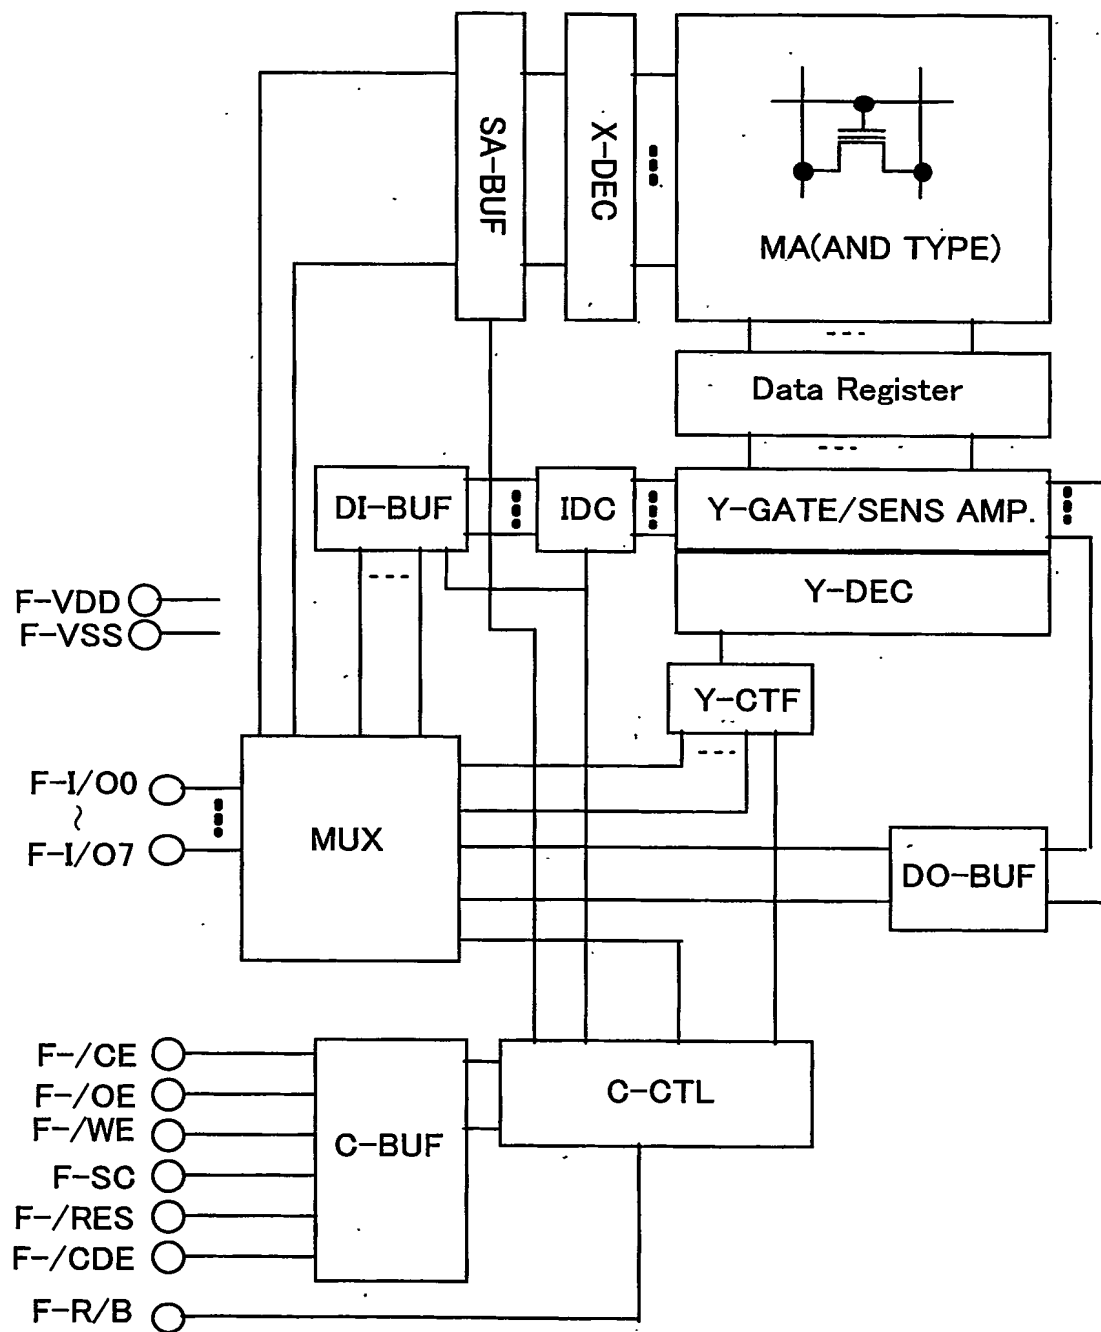 SA-BUF
X-DEC
MA(AND TYPE)
Data Register
DI-BUF
IDC
Y-GATE/SENS AMP.
Y-DEC
F-VDD
F-VSS
Y-CTF
F-I/O0
~
F-I/O7
MUX
DO-BUF
F-/CE
F-/OE
F-/WE
F-SC
F-/RES
F-/CDE
F-R/B
C-BUF
C-CTL